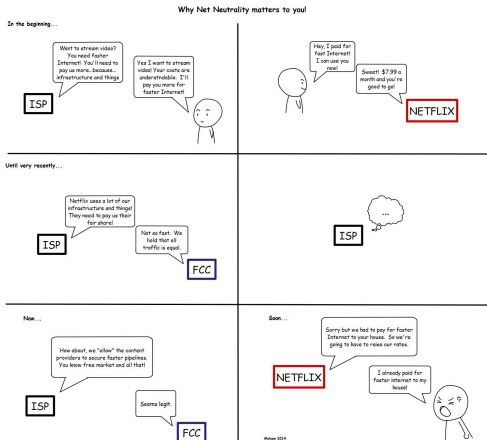 Why Net Neutrality matters to you!
In the beginning...
Want to stream video?
You need faster
Internet! You'll need to
pay us more...because...
infrastructure and things
ISP
Yes I want to stream
video! Your costs are
understndable. I'll
pay you more for
faster Internet!
Hey, I paid for
fast Internet!
I can use you
now!
Sweet! $7.99 a
month and you're
good to go!
NETFLIX
Until very recently...
Netflix uses a lot of our
infrastructure and things!
They need to pay us their
fair share!
ISP
Not so fast. We
hold that all
traffic is equal.
FCC
...
ISP
Now...
How about, we "allow" the content
providers to secure faster pipelines.
You know free market and all that!
ISP
Seems legit.
FCC
Soon...
Sorry but we had to pay for faster
Internet to your house. So we're
going to have to raise our rates.
NETFLIX
I already paid for
faster internet to my
house!
2014